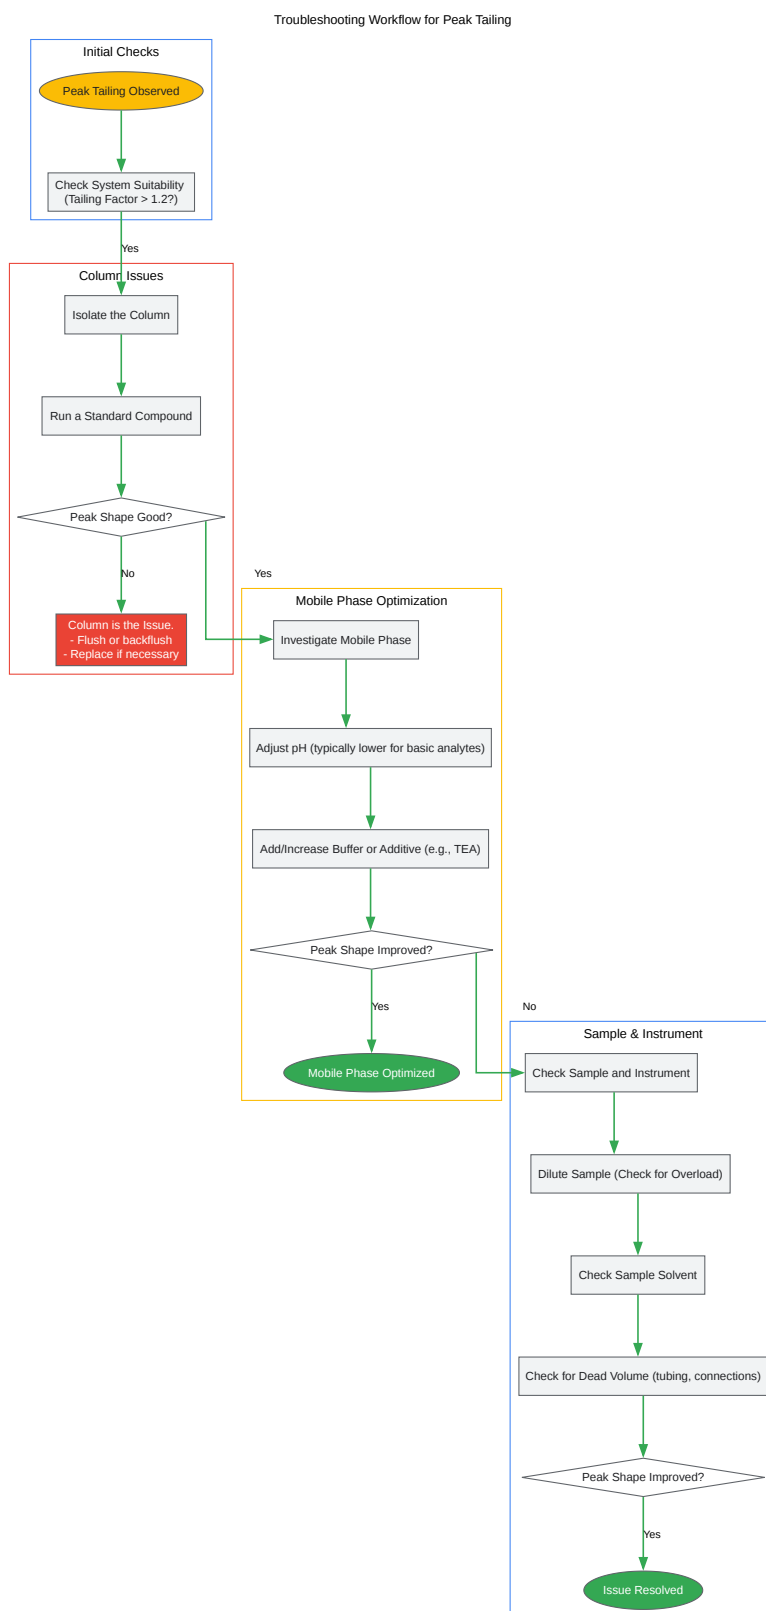 Troubleshooting Workflow for Peak Tailing
Initial Checks
Peak Tailing Observed
Check System Suitability
(Tailing Factor > 1.2?)
Yes
Column Issues
Isolate the Column
Run a Standard Compound
Peak Shape Good?
No
Column is the Issue.
- Flush or backflush
- Replace if necessary
Yes
Mobile Phase Optimization
Investigate Mobile Phase
Adjust pH (typically lower for basic analytes)
Add/Increase Buffer or Additive (e.g., TEA)
Peak Shape Improved?
Yes
Mobile Phase Optimized
No
Sample & Instrument
Check Sample and Instrument
Dilute Sample (Check for Overload)
Check Sample Solvent
Check for Dead Volume (tubing, connections)
Peak Shape Improved?
Yes
Issue Resolved